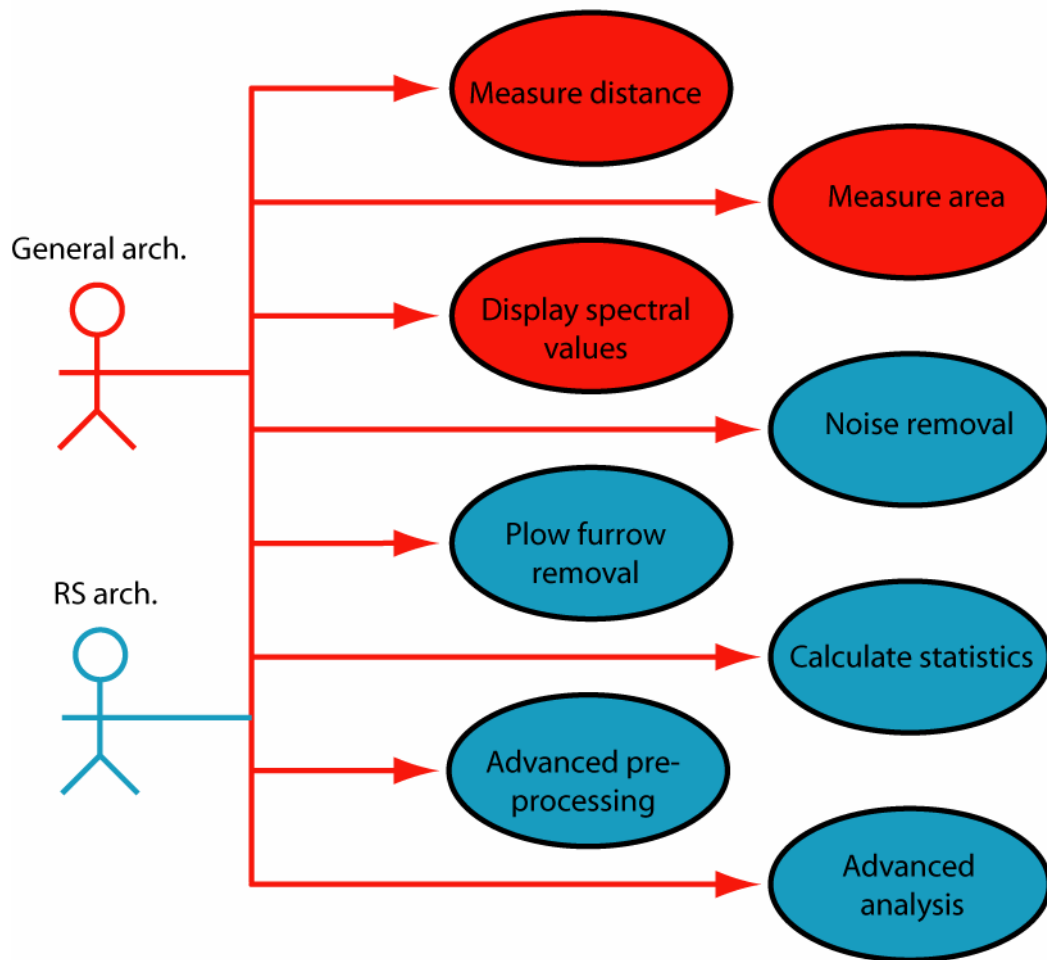 Measure distance
Measure area
General arch.
Display spectral
values
Noise removal
Plow furrow
removal
RS arch.
Calculate statistics
Advanced pre-
processing
Advanced
analysis